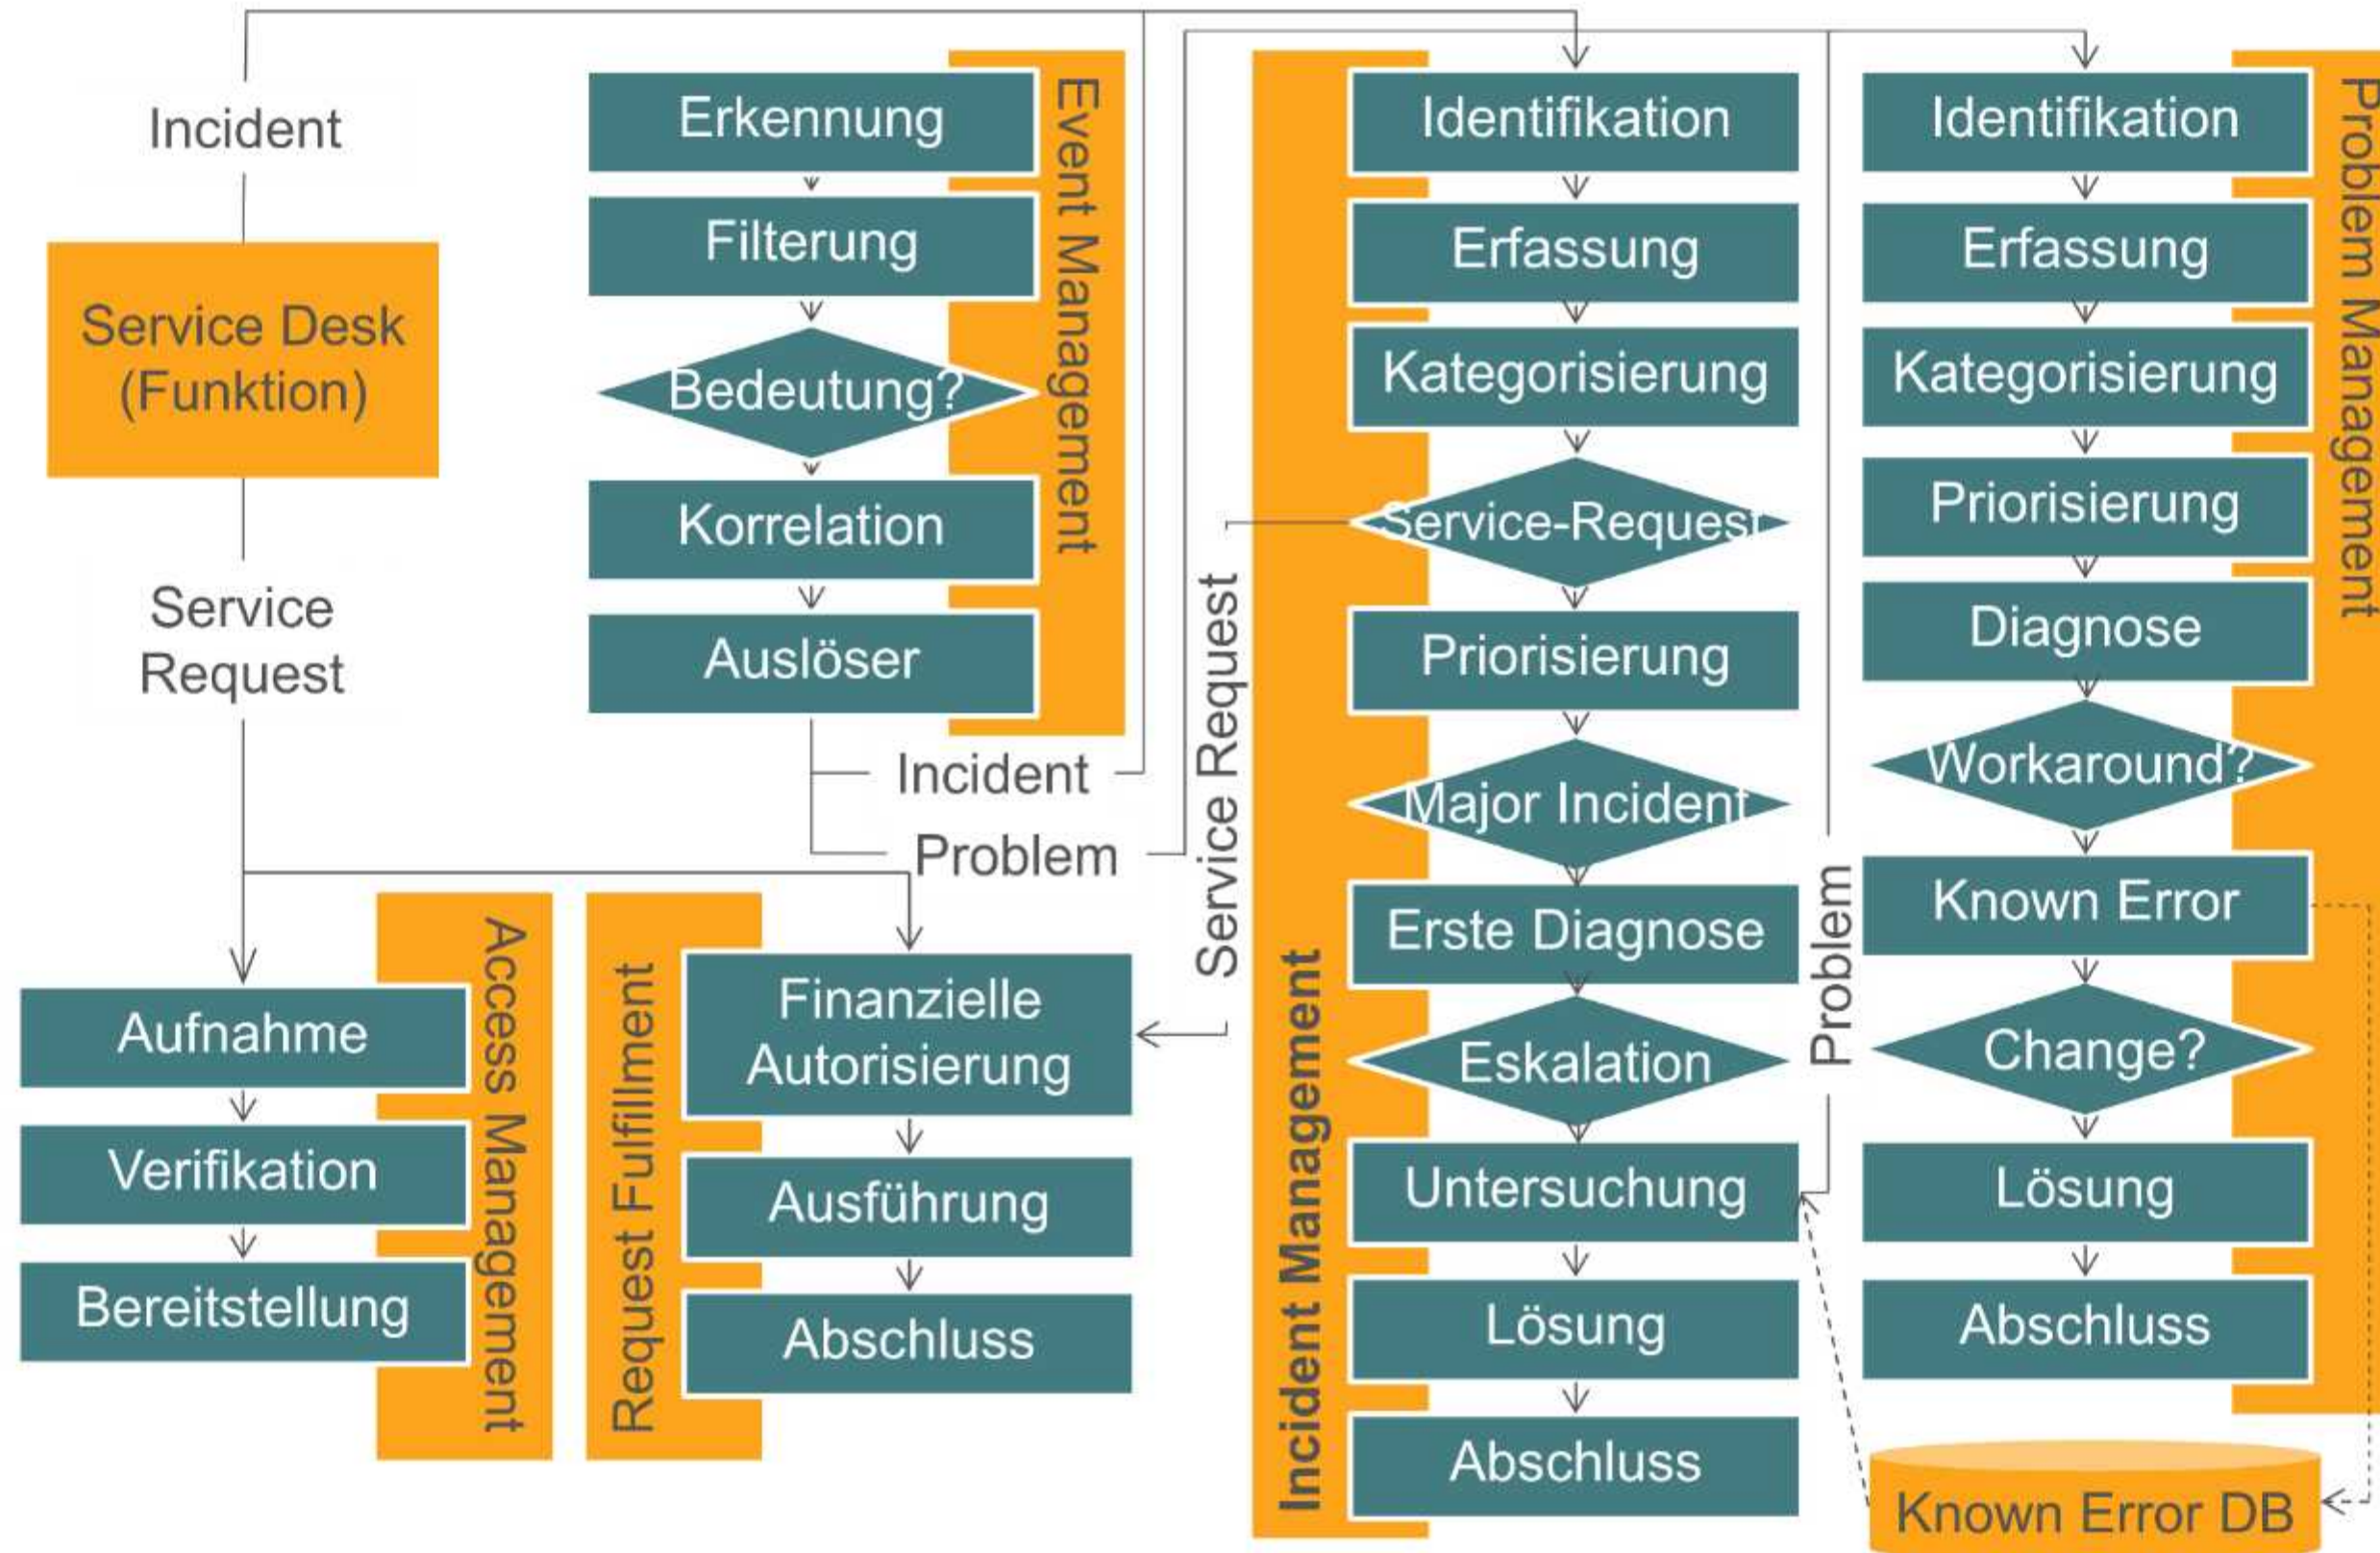 Incident
Service Desk
(Funktion)
Service
Request
Erkennung
Filterung
Bedeutung?
Korrelation
Auslöser
Event Management
Incident
Problem
Aufnahme
Verifikation
Bereitstellung
Access Management
Request Fulfillment
Finanzielle
Autorisierung
Ausführung
Abschluss
Service Request
Incident Management
Identifikation
Erfassung
Kategorisierung
Service-Request
Priorisierung
Major Incident
Erste Diagnose
Eskalation
Untersuchung
Lösung
Abschluss
Problem
Identifikation
Erfassung
Kategorisierung
Priorisierung
Diagnose
Workaround?
Known Error
Change?
Lösung
Abschluss
Problem Management
Known Error DB